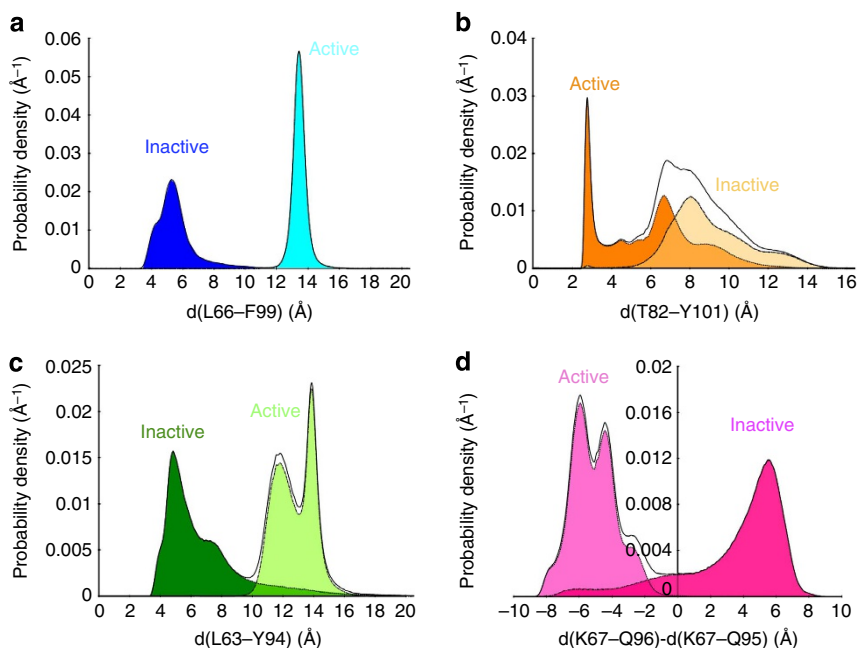 a
0.06
0.05
0.04
0.03
0.02
0.01
0
Probability density (Å⁻¹)
Inactive
Active
0 2 4 6 8 10 12 14 16 18 20
d(L66–F99) (Å)
b
0.04
0.03
0.02
0.01
0
Probability density (Å⁻¹)
Active
Inactive
0 2 4 6 8 10 12 14 16
d(T82–Y101) (Å)
c
0.025
0.02
0.015
0.01
0.005
0
Probability density (Å⁻¹)
Inactive
Active
0 2 4 6 8 10 12 14 16 18 20
d(L63–Y94) (Å)
d
0.02
0.016
0.012
0.008
0.004
0
Probability density (Å⁻¹)
Active
Inactive
–10 –8 –6 –4 –2 0 2 4 6 8 10
d(K67–Q96)-d(K67–Q95) (Å)